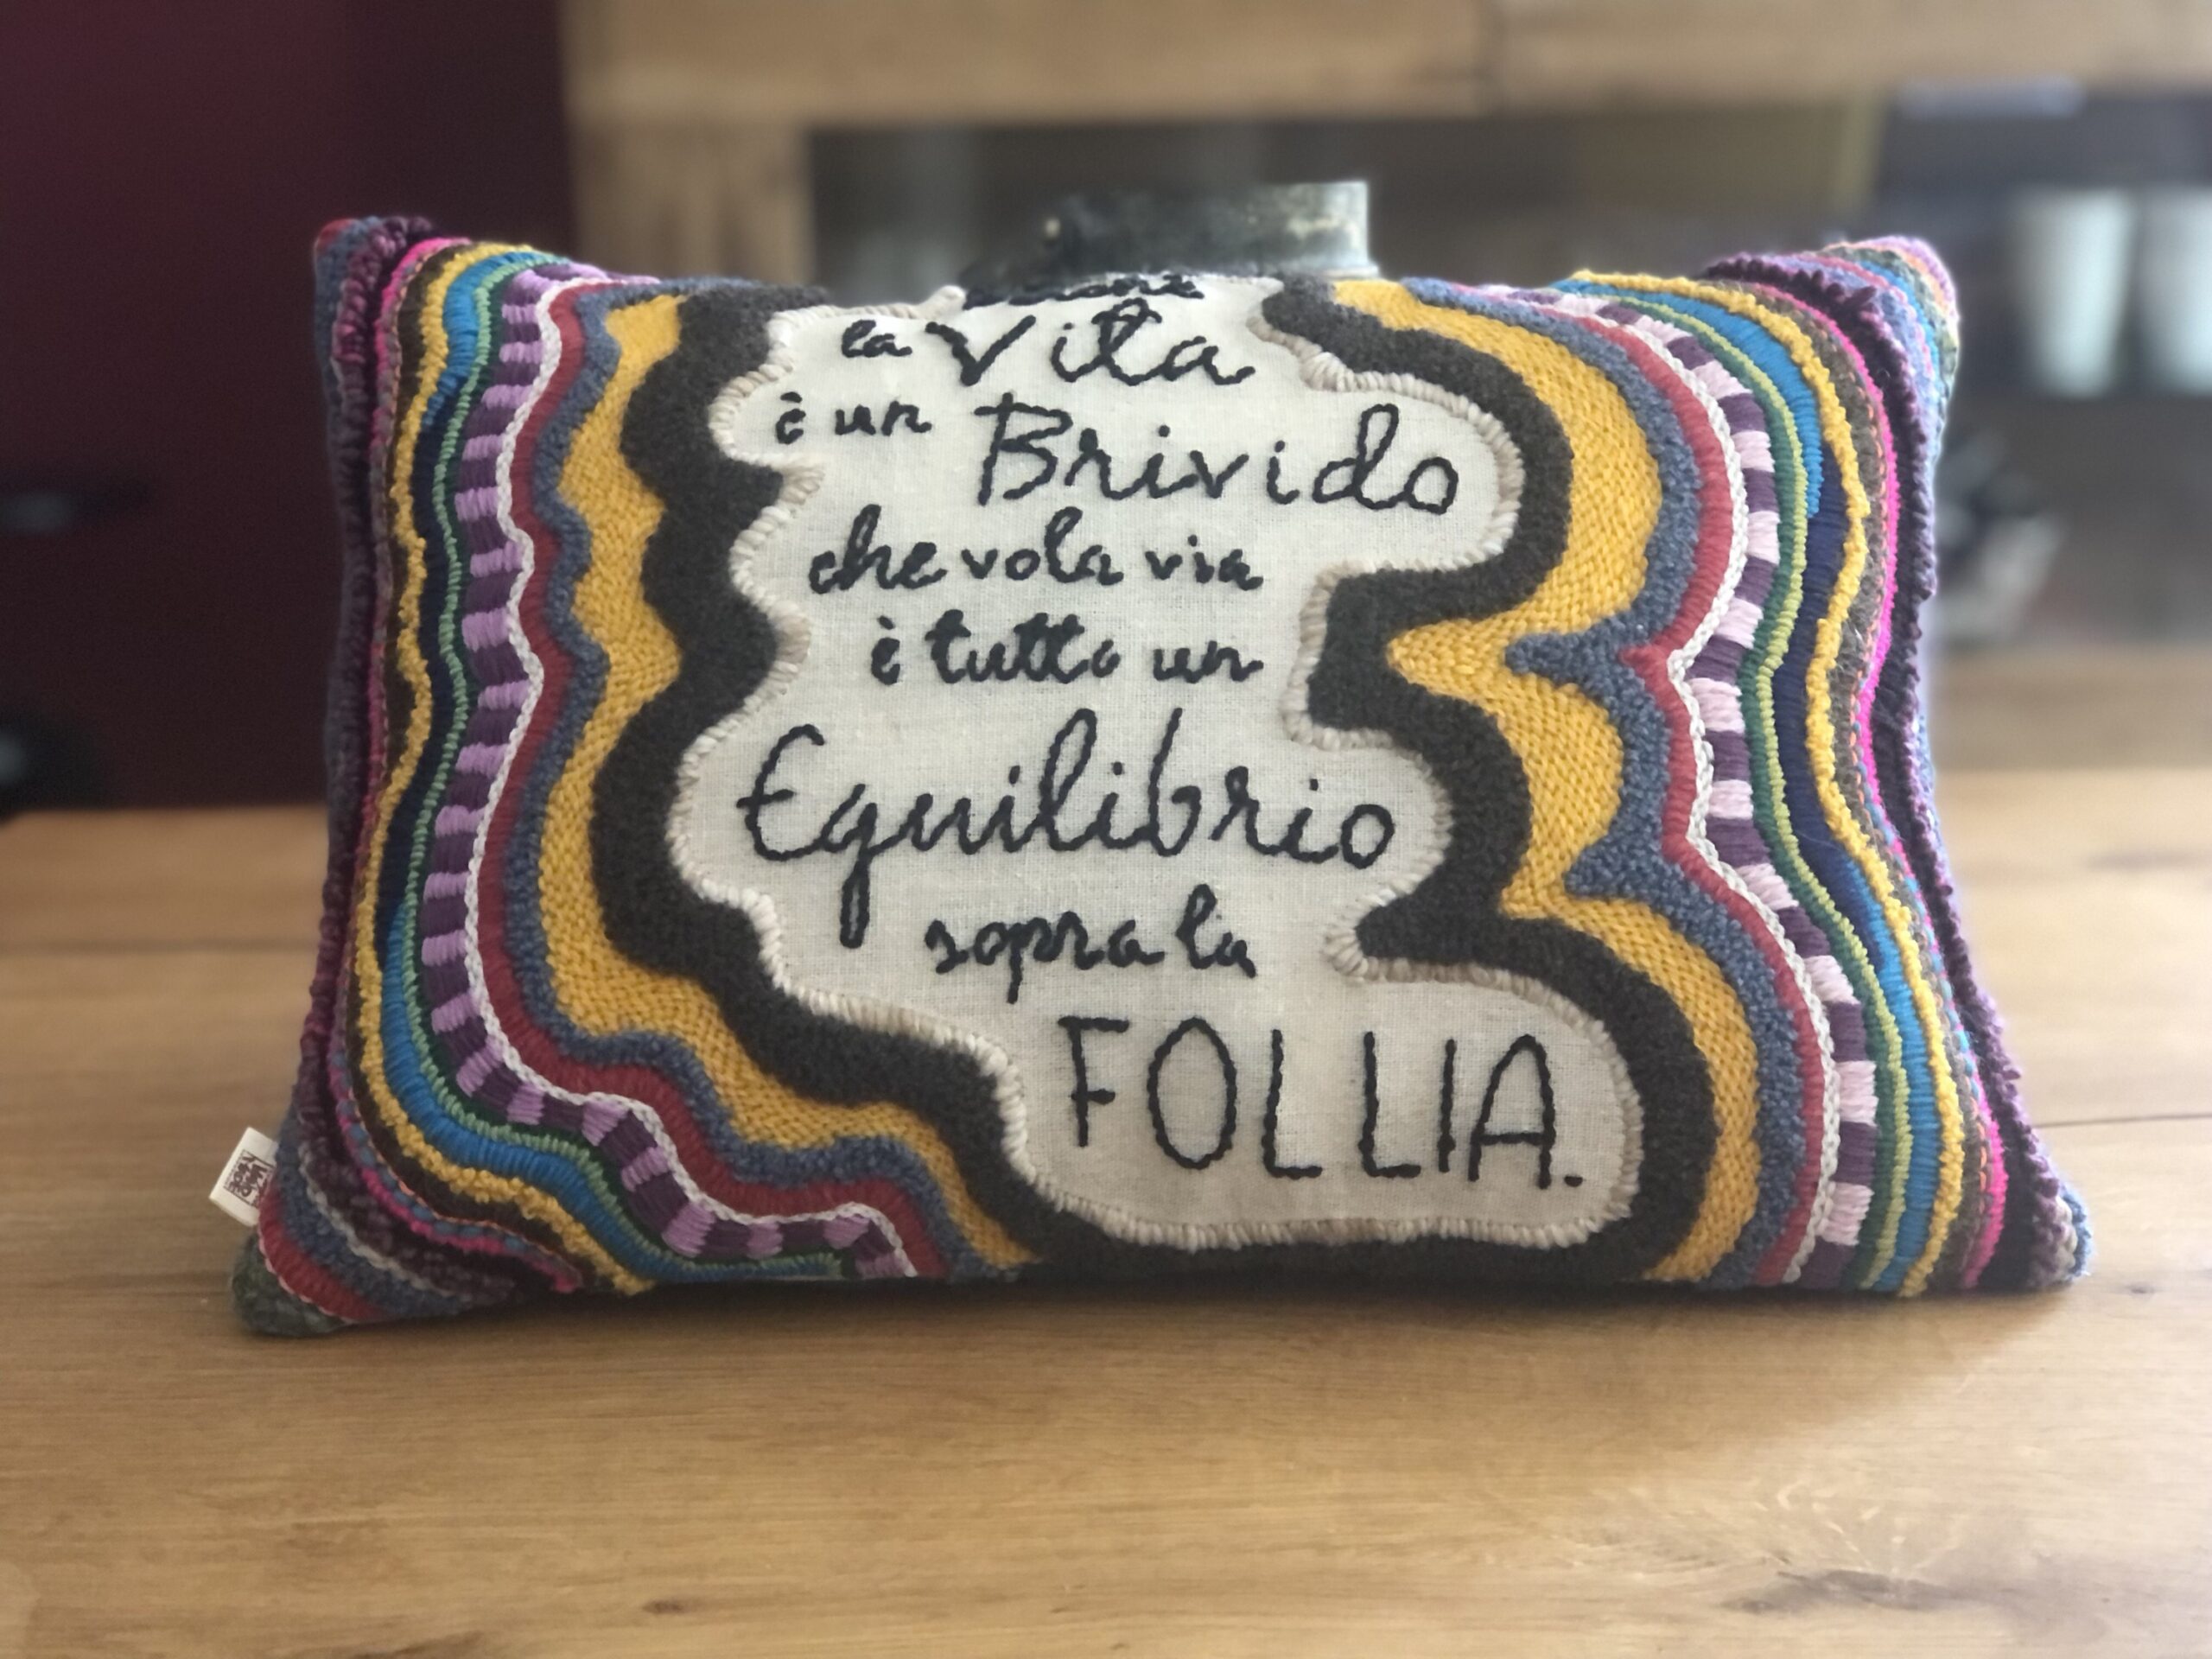 la Vita
è un Brivido
che vola via
è tutto un
Equilibrio
sopra la
FOLLIA.